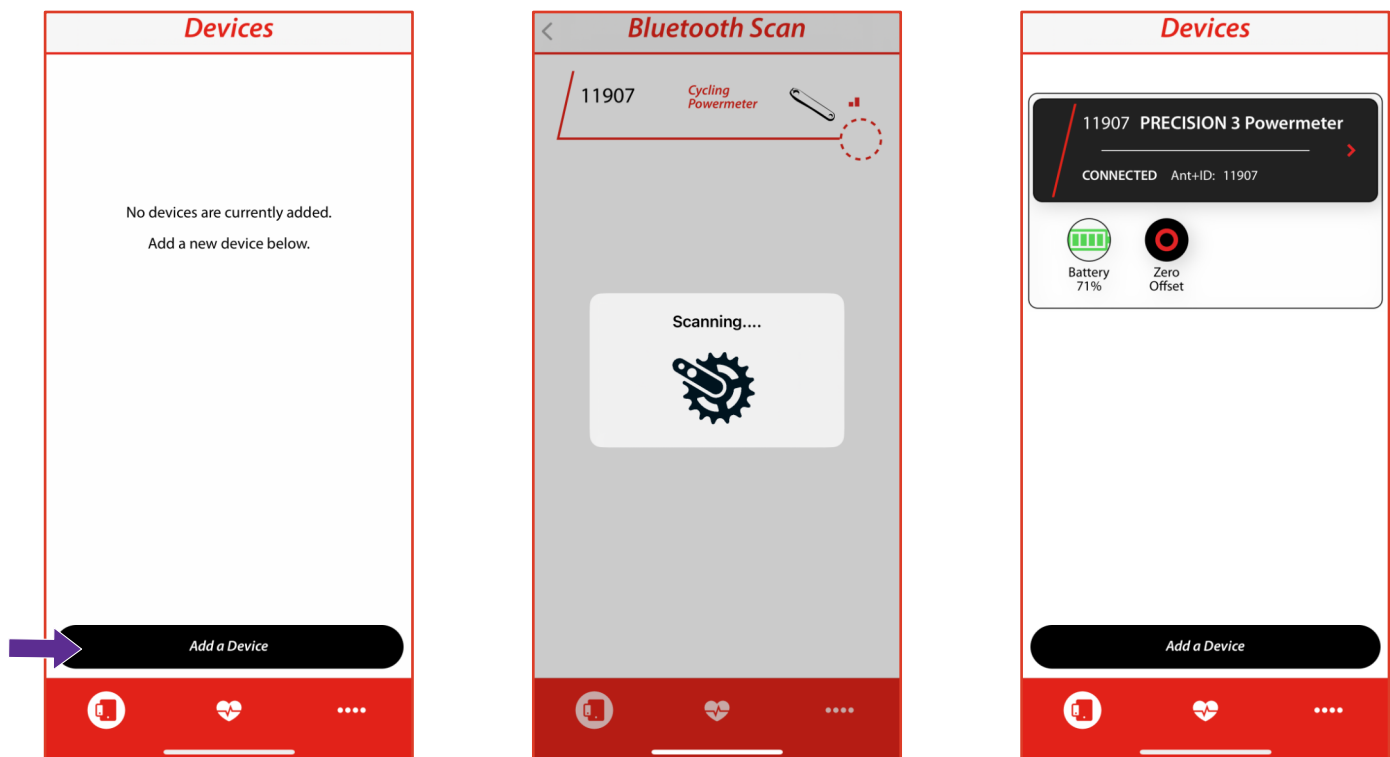 Devices
No devices are currently added.
Add a new device below.
Add a Device
Bluetooth Scan
11907
Cycling
Powermeter
Scanning....
Devices
11907 PRECISION 3 Powermeter
CONNECTED Ant+ID: 11907
Battery
71%
Zero
Offset
Add a Device